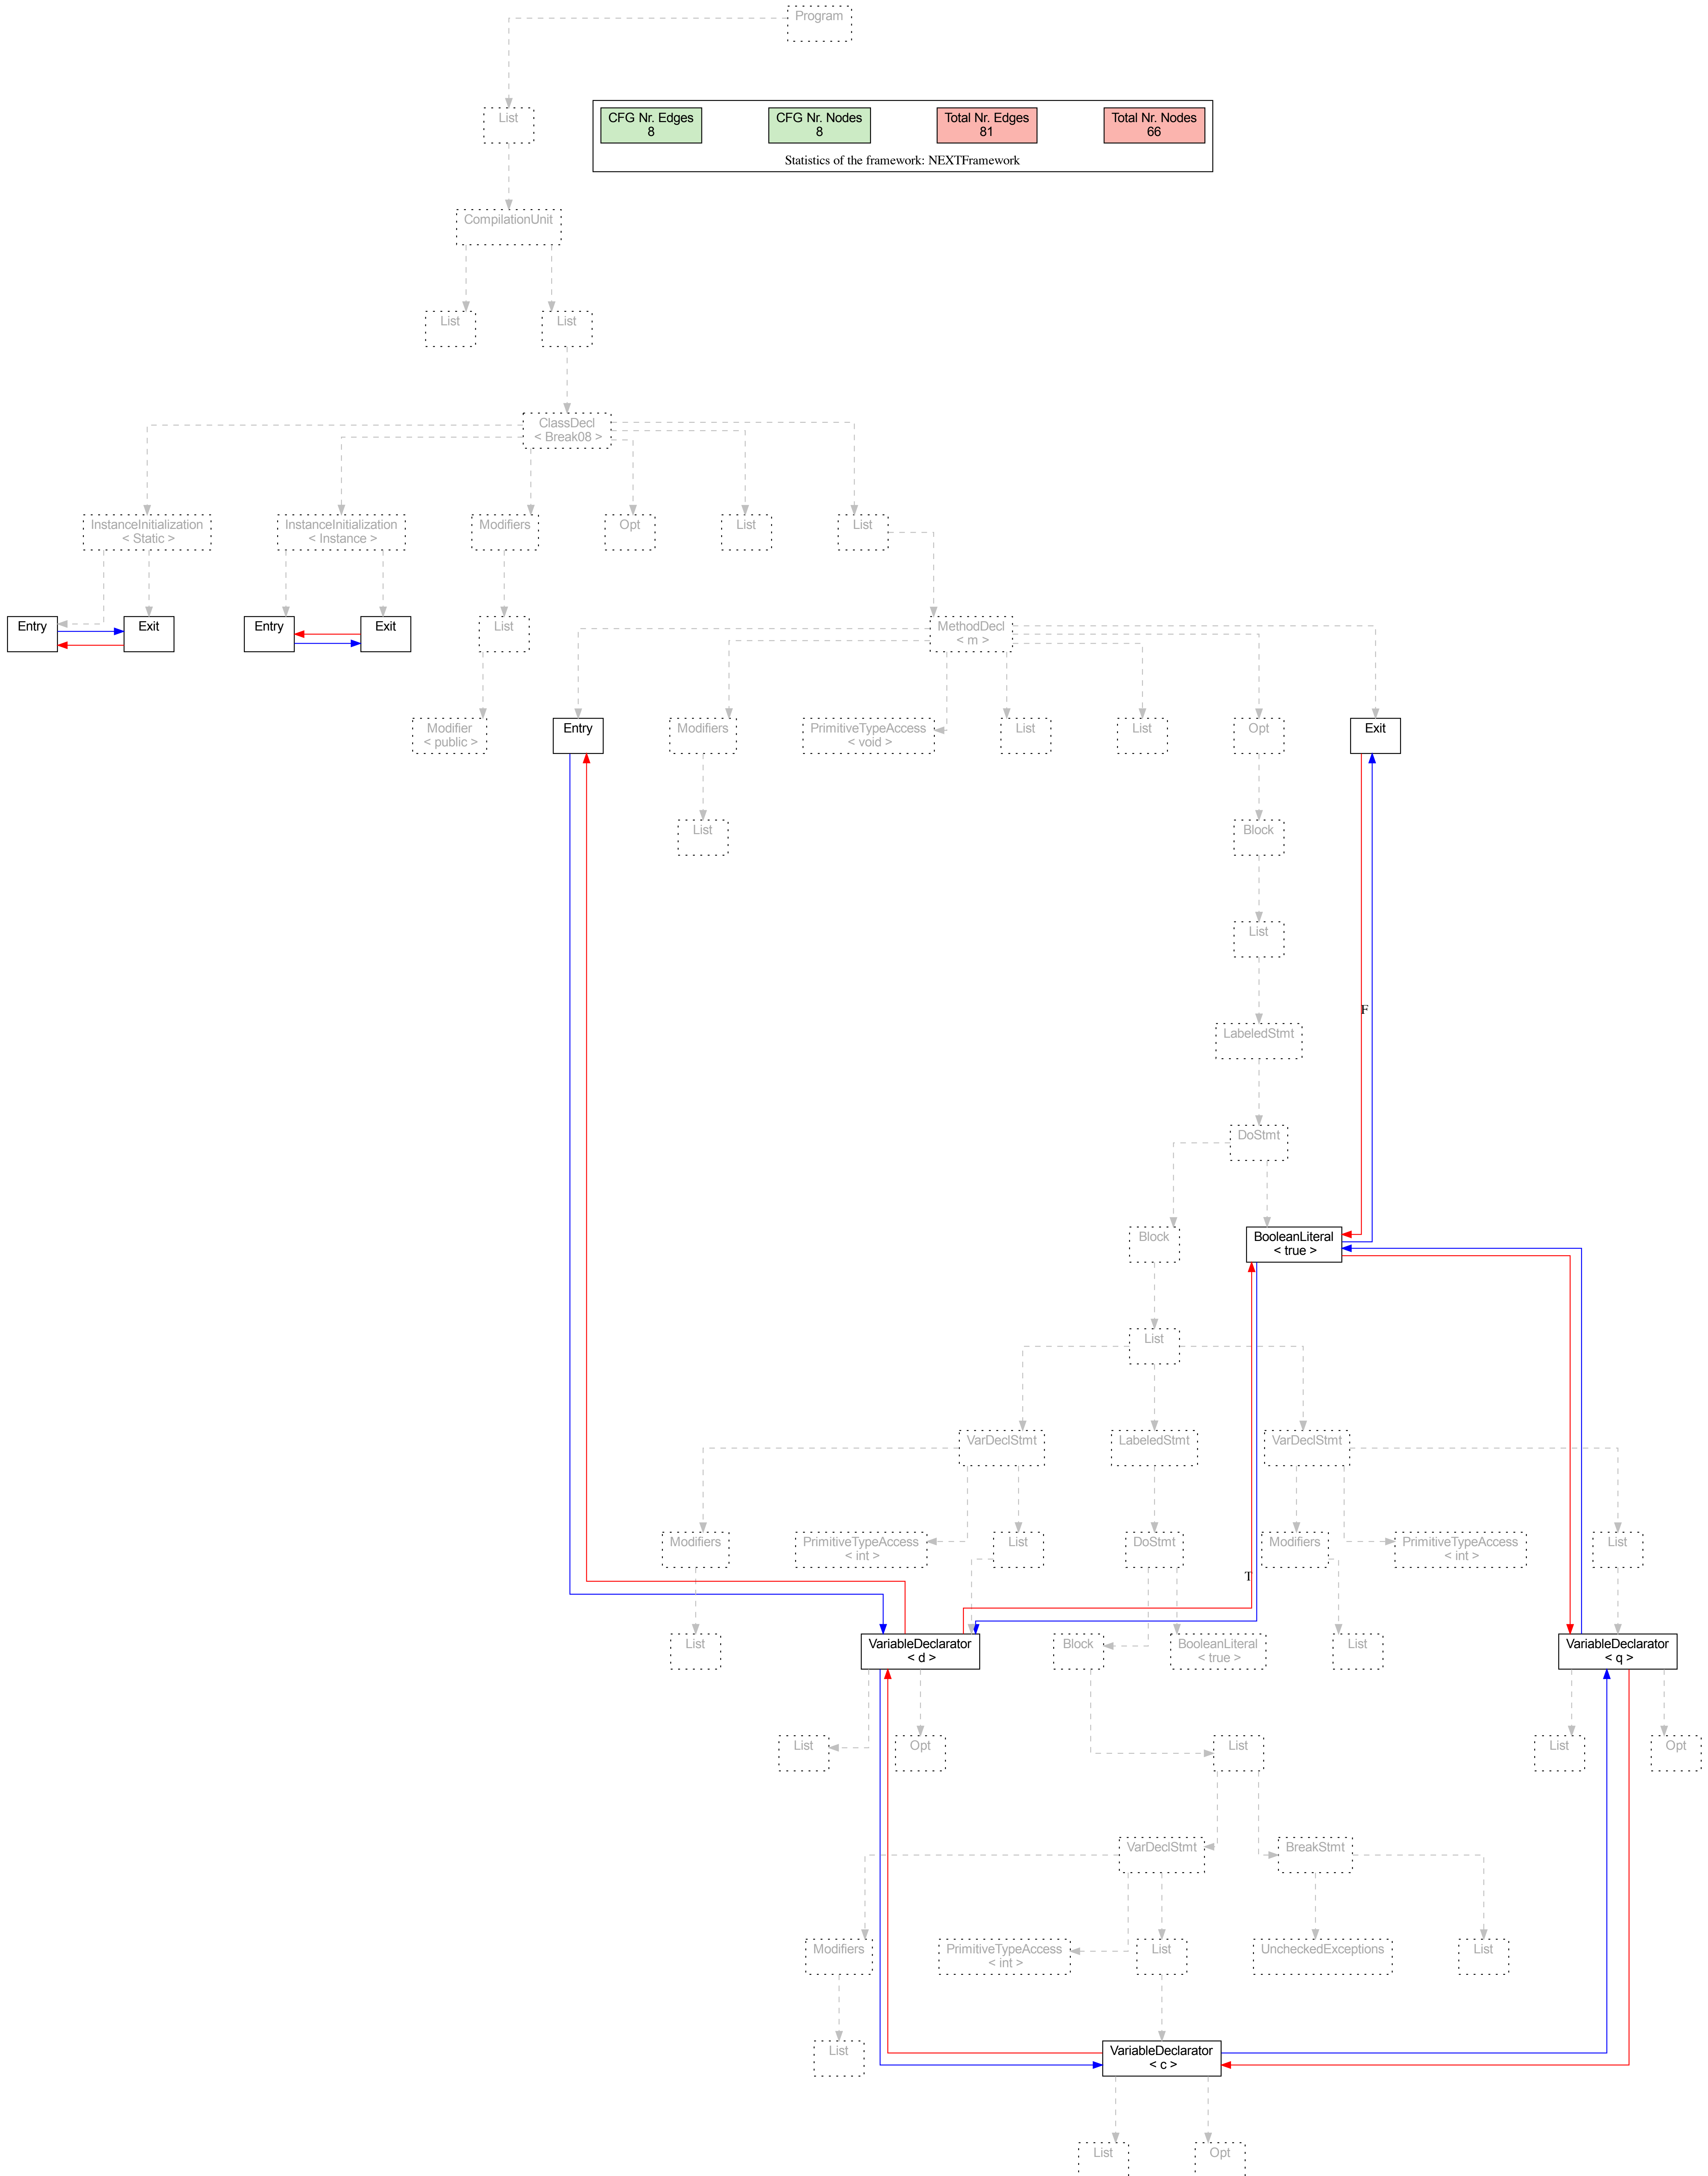 Program
List
CFG Nr. Edges
8
CFG Nr. Nodes
8
Total Nr. Edges
81
Total Nr. Nodes
66
Statistics of the framework: NEXTFramework
CompilationUnit
List
List
ClassDecl
< Break08 >
InstanceInitialization
< Static >
InstanceInitialization
< Instance >
Modifiers
Opt
List
List
Entry
Exit
Entry
Exit
List
MethodDecl
< m >
Modifier
< public >
Entry
Modifiers
PrimitiveTypeAccess
< void >
List
List
Opt
Exit
List
Block
List
F
LabeledStmt
DoStmt
Block
BooleanLiteral
< true >
List
VarDeclStmt
LabeledStmt
VarDeclStmt
Modifiers
PrimitiveTypeAccess
< int >
List
DoStmt
Modifiers
PrimitiveTypeAccess
< int >
List
T
List
VariableDeclarator
< d >
Block
BooleanLiteral
< true >
List
VariableDeclarator
< q >
List
Opt
List
List
Opt
VarDeclStmt
BreakStmt
Modifiers
PrimitiveTypeAccess
< int >
List
UncheckedExceptions
List
List
VariableDeclarator
< c >
List
Opt